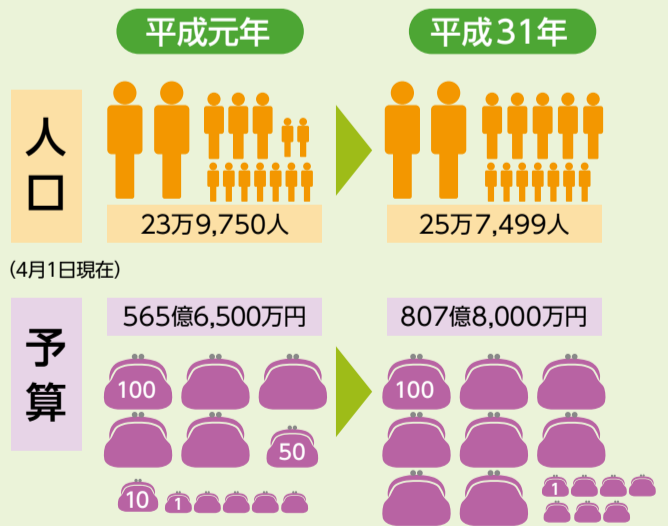 平成元年
平成31年
人口
23万9,750人
25万7,499人
(4月1日現在)
予算
565億6,500万円
807億8,000万円
100
100
50
10
1
1